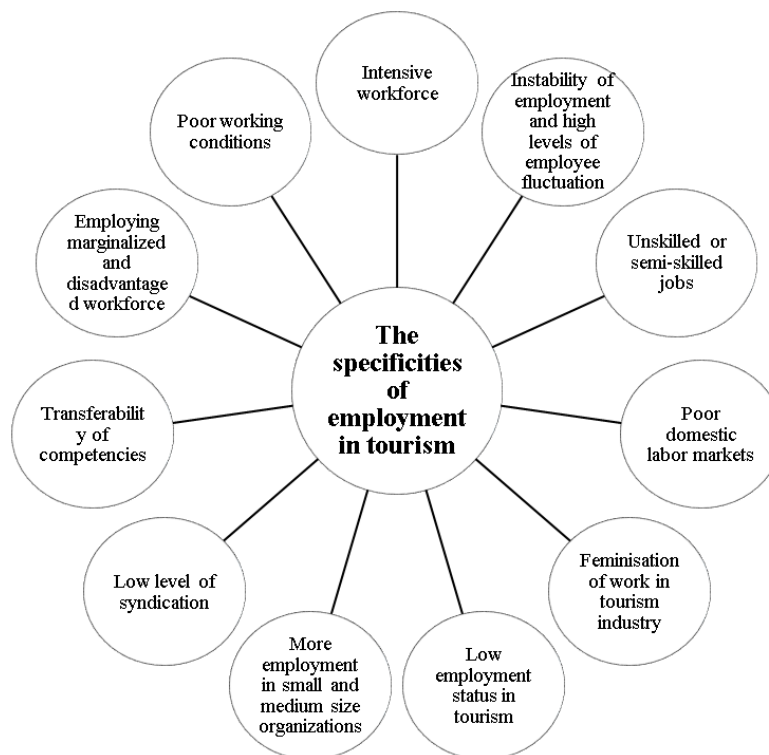 The
specificities
of
employment
in tourism
Intensive
workforce
Instability of
employment
and high
levels of
employee
fluctuation
Unskilled or
semi-skilled
jobs
Poor
domestic
labor markets
Feminisation
of work in
tourism
industry
Low
employment
status in
tourism
More
employment
in small and
medium size
organizations
Low level of
syndication
Transferabilit
y of
competencies
Employing
marginalized
and
disadvantage
d workforce
Poor working
conditions